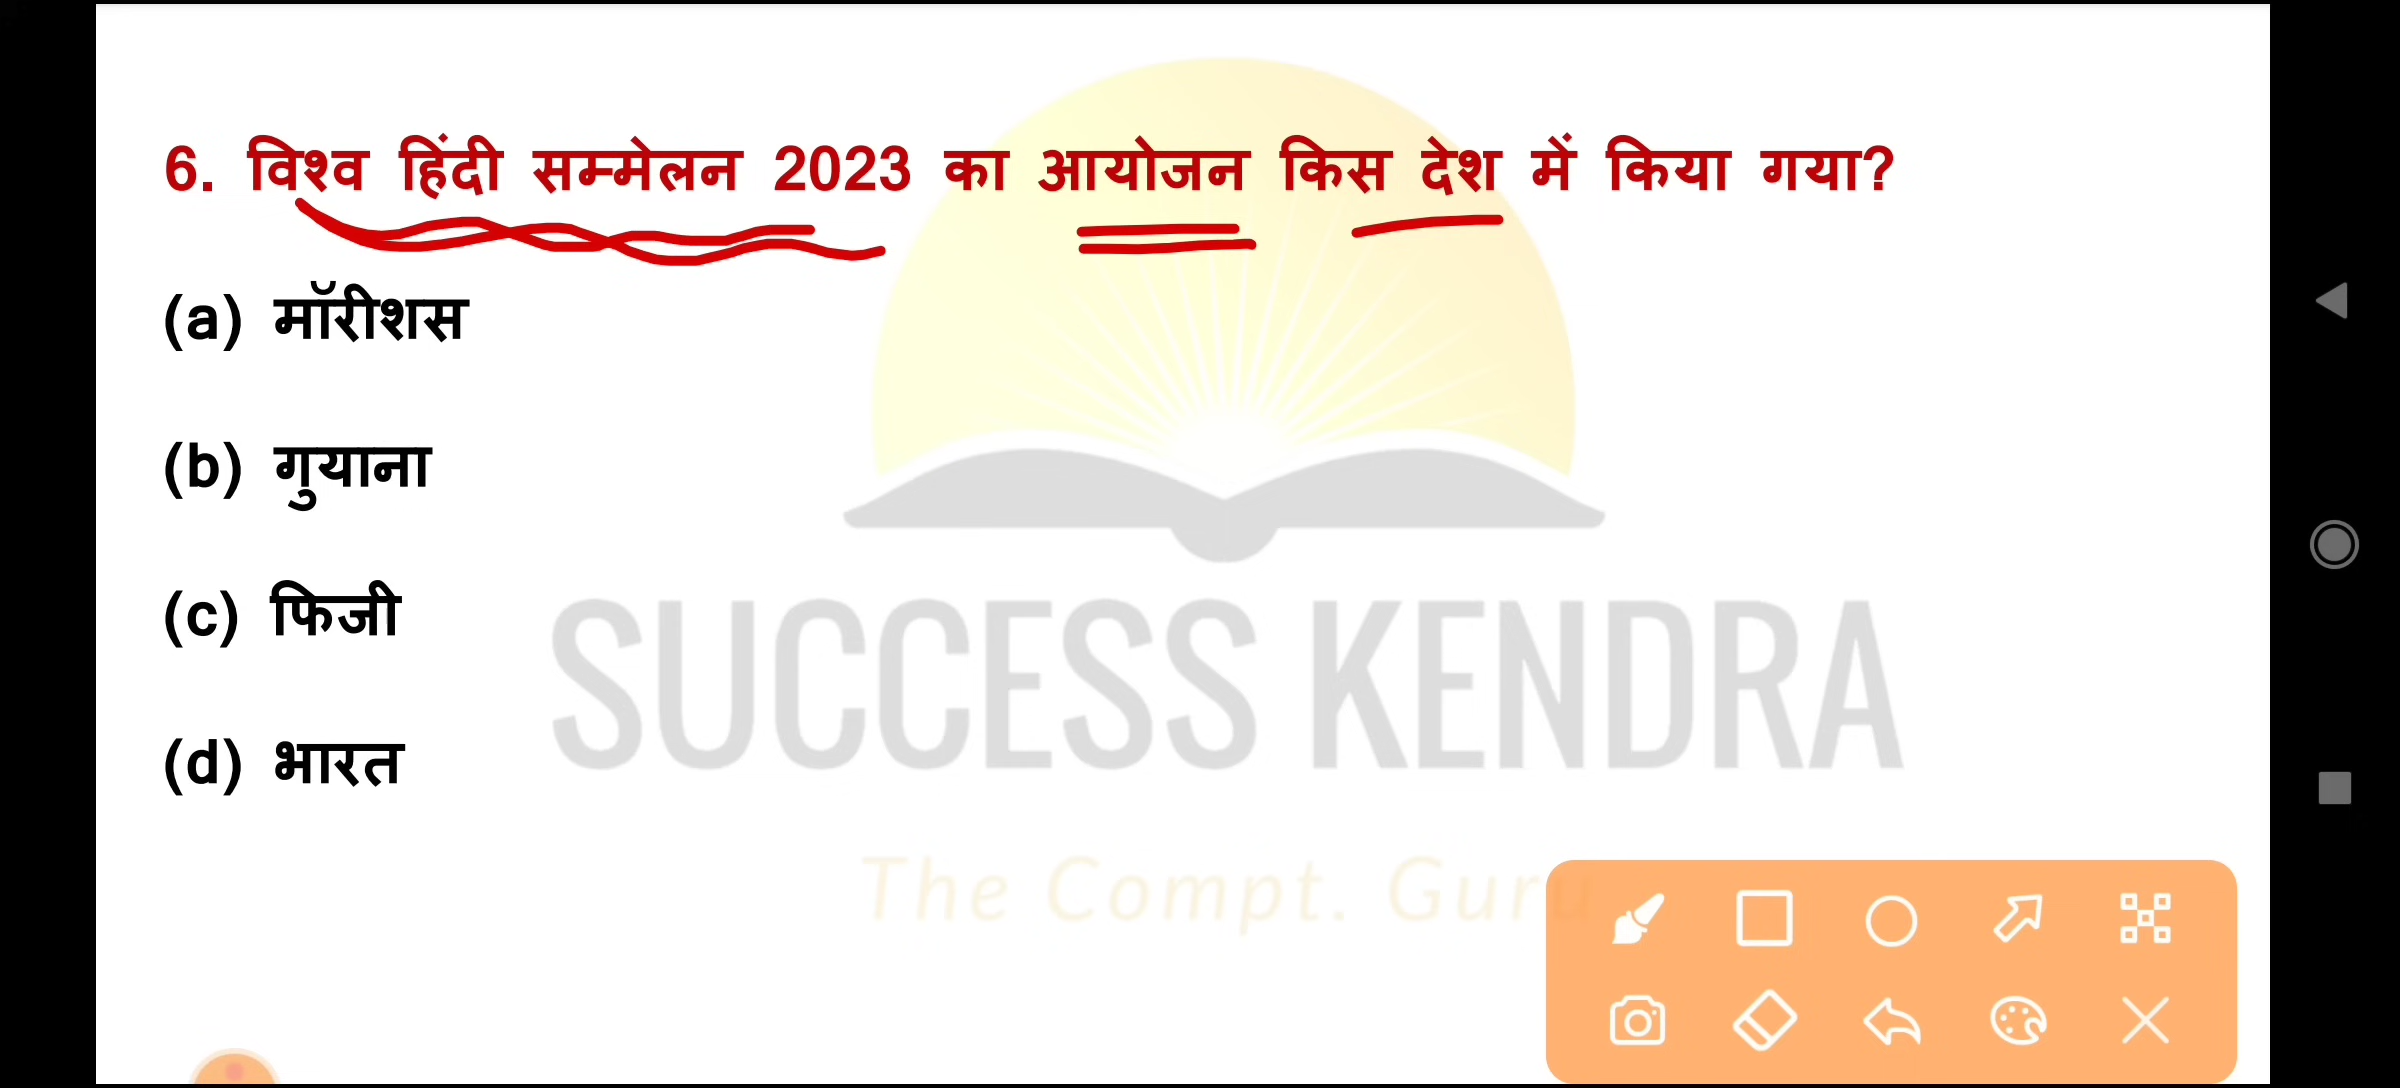 6. विश्व हिंदी सम्मेलन 2023 का आयोजन किस देश में किया गया?
(a) मॉरीशस
(b) गुयाना
(c) फिजी
(d) भारत
SUCCESS KENDRA
The Compt. Guru